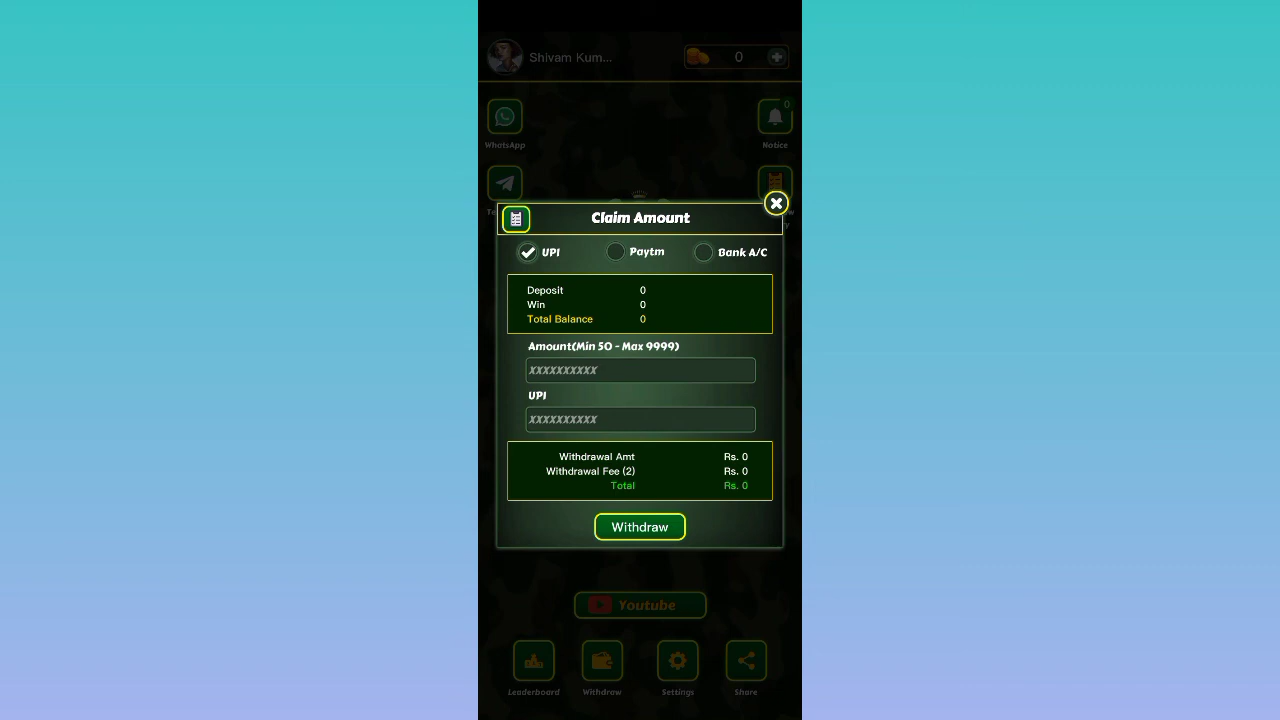 Shivam Kum...
0
WhatsApp
0
Notice
Claim Amount
UPI
Paytm
Bank A/C
Deposit 0
Win 0
Total Balance 0
Amount(Min 50 - Max 9999)
XXXXXXXXXX
UPI
XXXXXXXXXX
Withdrawal Amt Rs. 0
Withdrawal Fee (2) Rs. 0
Total Rs. 0
Withdraw
Youtube
Leaderboard
Withdraw
Settings
Share